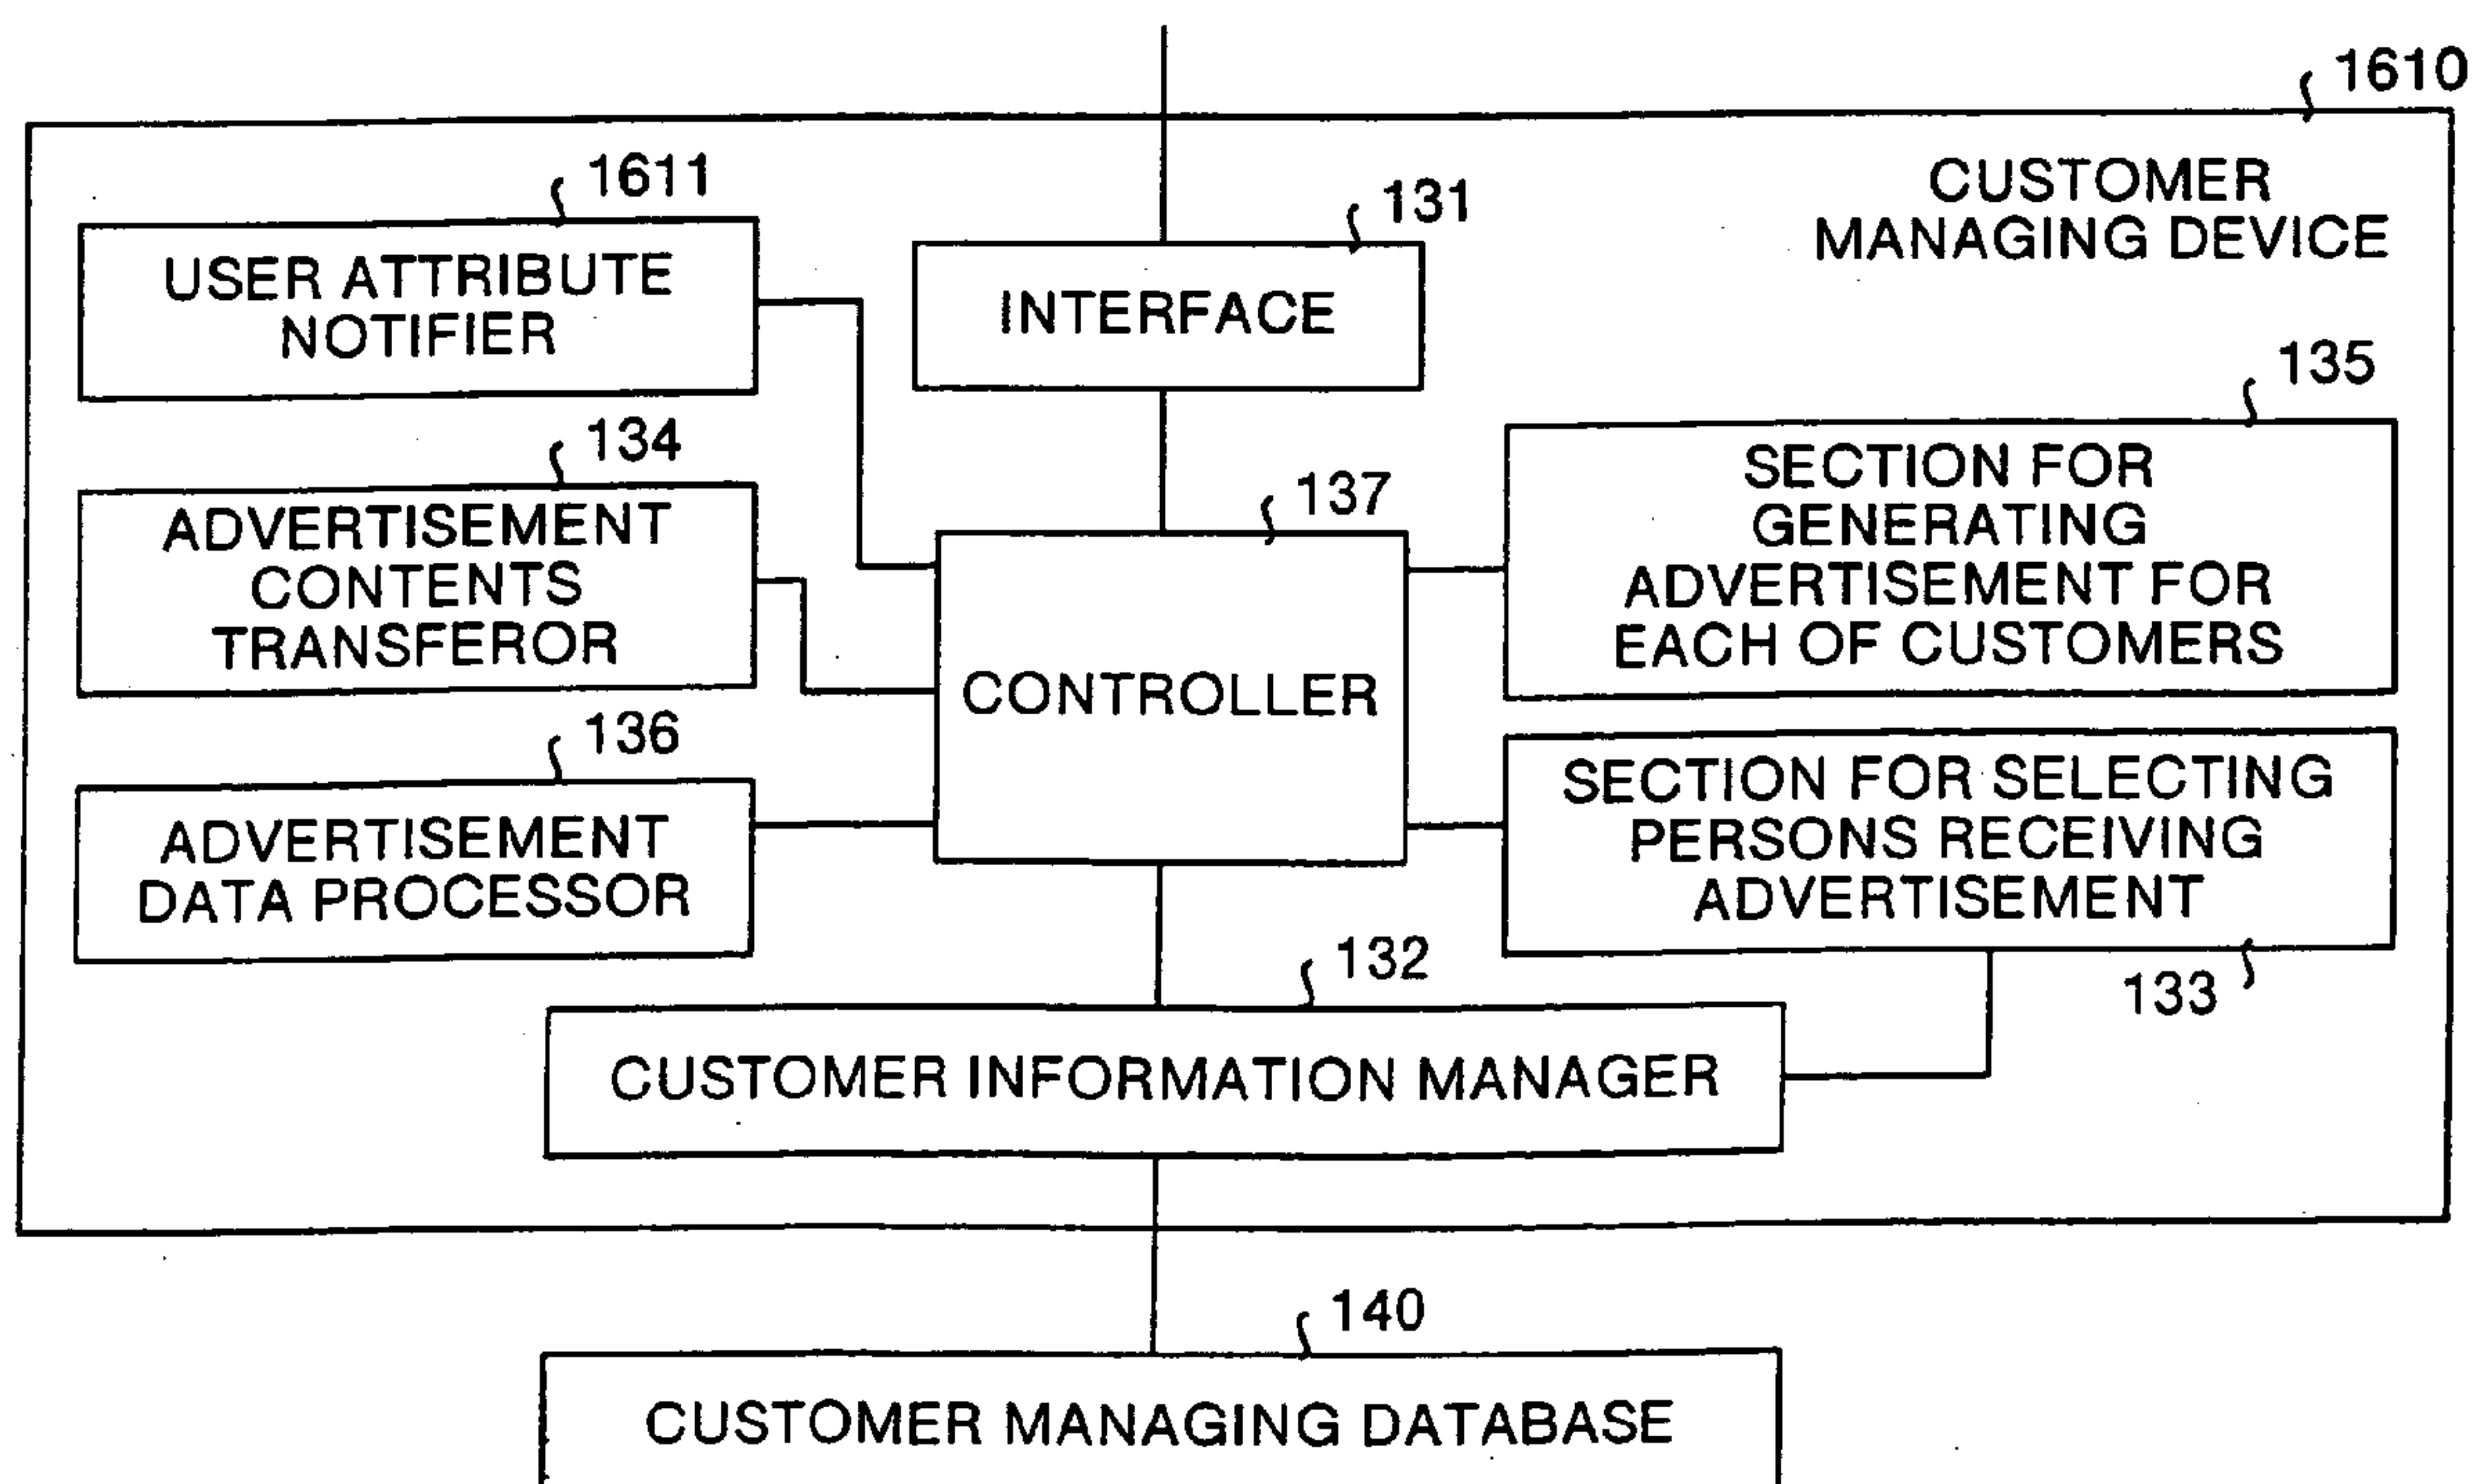 1610
CUSTOMER
MANAGING DEVICE
1611
USER ATTRIBUTE
NOTIFIER
131
INTERFACE
135
SECTION FOR
GENERATING
ADVERTISEMENT FOR
EACH OF CUSTOMERS
134
ADVERTISEMENT
CONTENTS
TRANSFEROR
137
CONTROLLER
136
ADVERTISEMENT
DATA PROCESSOR
SECTION FOR SELECTING
PERSONS RECEIVING
ADVERTISEMENT
133
132
CUSTOMER INFORMATION MANAGER
140
CUSTOMER MANAGING DATABASE